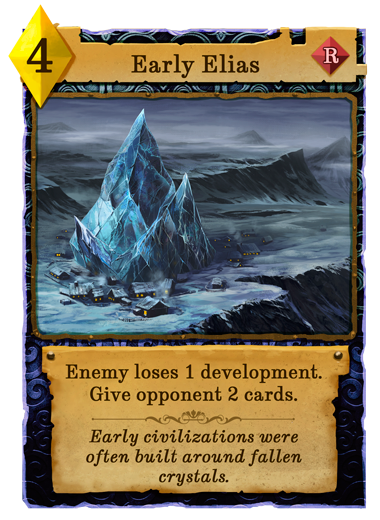 4
Early Elias
R
Enemy loses 1 development.
Give opponent 2 cards.
Early civilizations were
often built around fallen
crystals.